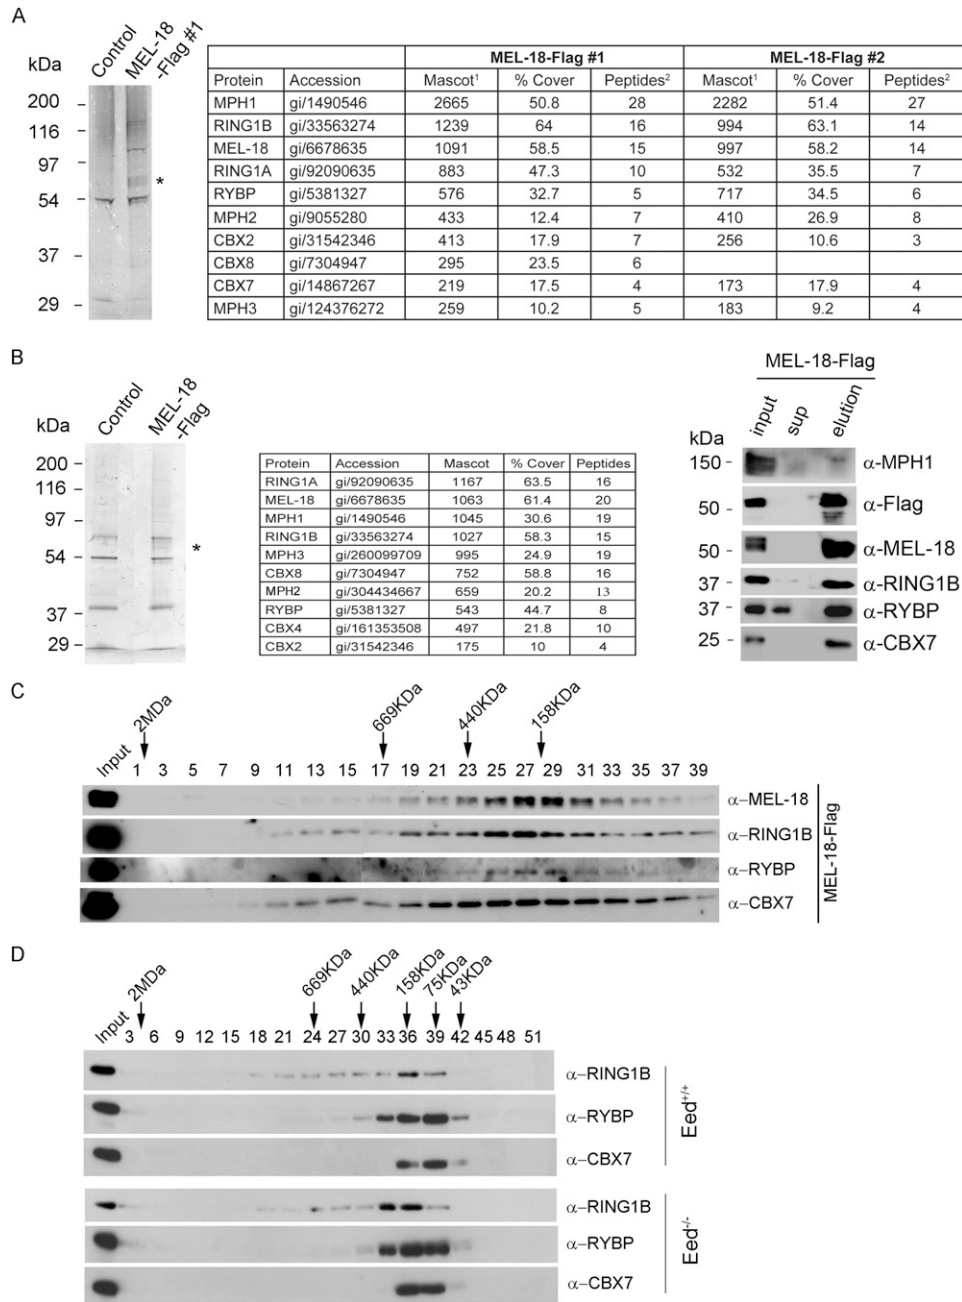 A
kDa
Control
MEL-18
-Flag #1
200
116
97
54
37
29
*
MEL-18-Flag #1 MEL-18-Flag #2
Protein Accession Mascot¹ % Cover Peptides² Mascot¹ % Cover Peptides²
MPH1 gi/1490546 2665 50.8 28 2282 51.4 27
RING1B gi/33563274 1239 64 16 994 63.1 14
MEL-18 gi/6678635 1091 58.5 15 997 58.2 14
RING1A gi/92090635 883 47.3 10 532 35.5 7
RYBP gi/5381327 576 32.7 5 717 34.5 6
MPH2 gi/9055280 433 12.4 7 410 26.9 8
CBX2 gi/31542346 413 17.9 7 256 10.6 3
CBX8 gi/7304947 295 23.5 6
CBX7 gi/14867267 219 17.5 4 173 17.9 4
MPH3 gi/124376272 259 10.2 5 183 9.2 4
B
kDa
Control
MEL-18
-Flag
200
116
97
54
37
29
*
Protein Accession Mascot % Cover Peptides
RING1A gi/92090635 1167 63.5 16
MEL-18 gi/6678635 1063 61.4 20
MPH1 gi/1490546 1045 30.6 19
RING1B gi/33563274 1027 58.3 15
MPH3 gi/260099709 995 24.9 19
CBX8 gi/7304947 752 58.8 16
MPH2 gi/304434667 659 20.2 13
RYBP gi/5381327 543 44.7 8
CBX4 gi/161353508 497 21.8 10
CBX2 gi/31542346 175 10 4
MEL-18-Flag
kDa
input sup elution
150 α-MPH1
50 α-Flag
50 α-MEL-18
37 α-RING1B
37 α-RYBP
25 α-CBX7
C
2MDa 669KDa 440KDa 158KDa
Input 1 3 5 7 9 11 13 15 17 19 21 23 25 27 29 31 33 35 37 39
α-MEL-18
α-RING1B
α-RYBP
α-CBX7
MEL-18-Flag
D
2MDa 669KDa 440KDa 158KDa 75KDa 43KDa
Input 3 6 9 12 15 18 21 24 27 30 33 36 39 42 45 48 51
α-RING1B
α-RYBP
α-CBX7
Eed+/+
α-RING1B
α-RYBP
α-CBX7
Eed-/-